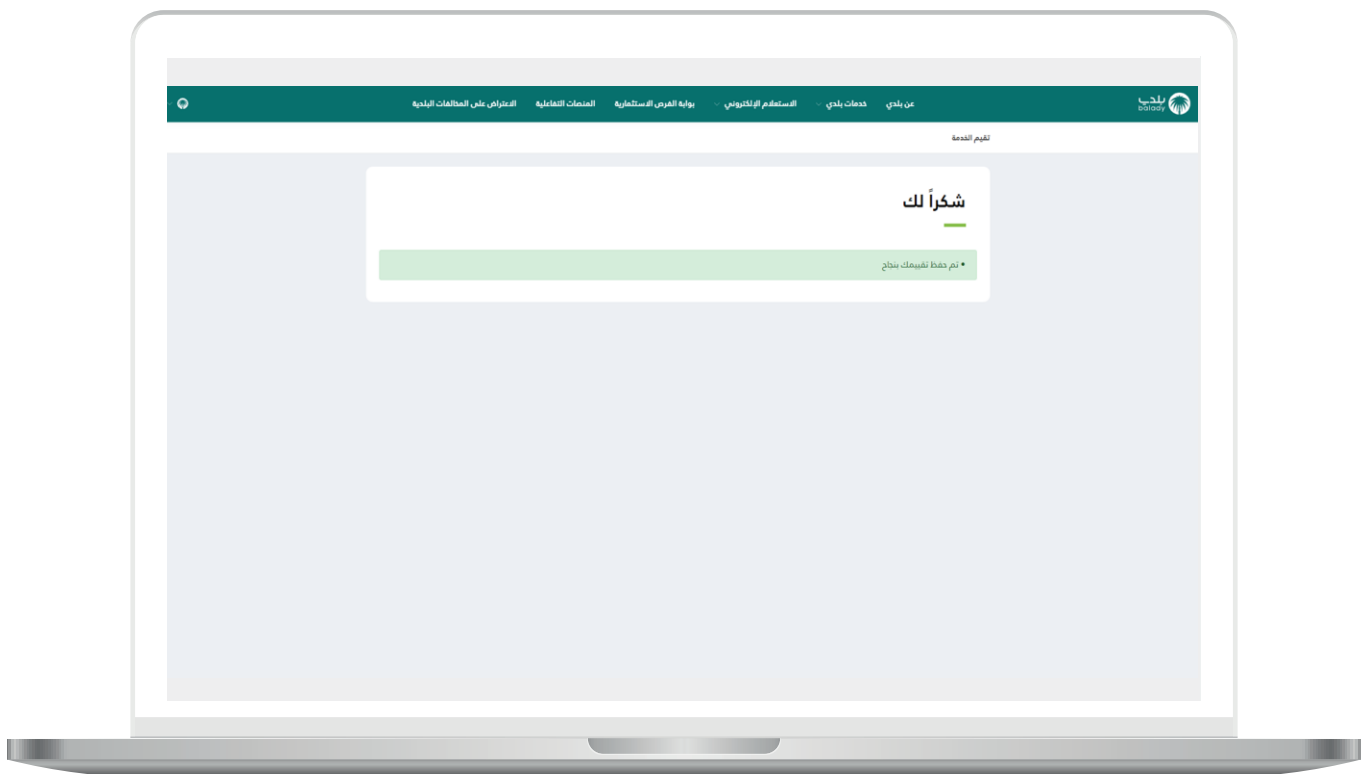 بلدي
balady
عن بلدي خدمات بلدي الاستعلام الإلكتروني بوابة الفرص الاستثمارية المنصات التفاعلية الاعتراض على المخالفات البلدية
تقيم الخدمة
شكراً لك
• تم حفظ تقييمك بنجاح